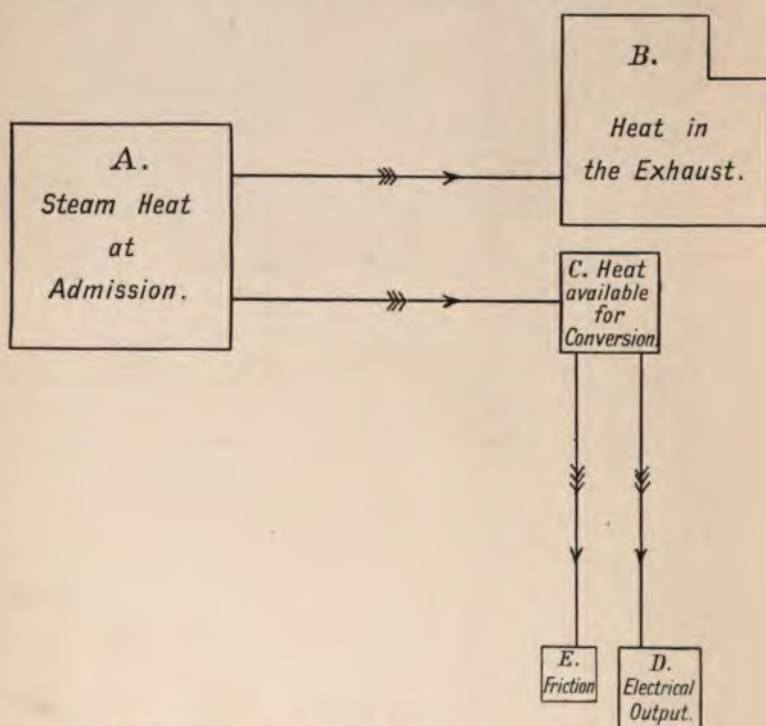 A.
Steam Heat
at
Admission.
B.
Heat in
the Exhaust.
C. Heat
available
for
Conversion.
E.
Friction
D.
Electrical
Output.